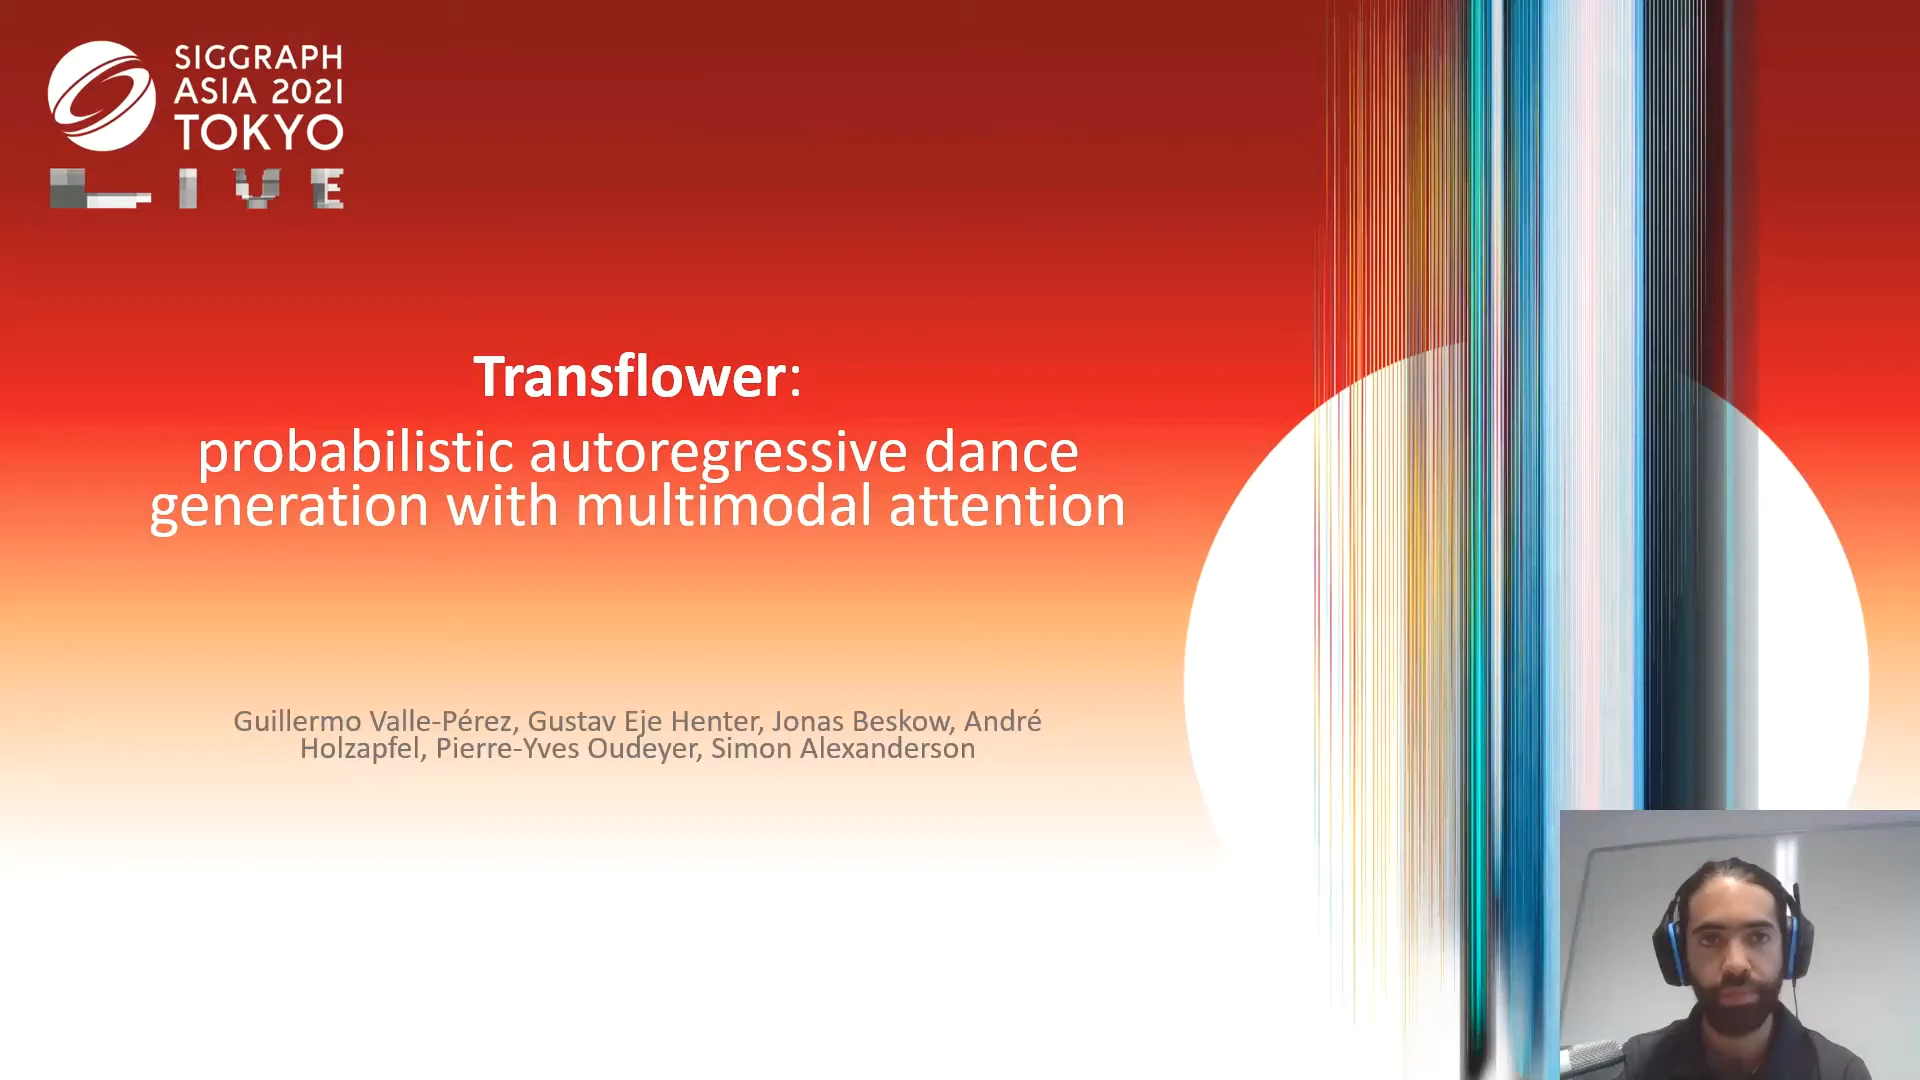 SIGGRAPH
ASIA 2021
TOKYO
LIVE
Transflower:
probabilistic autoregressive dance
generation with multimodal attention
Guillermo Valle-Pérez, Gustav Eje Henter, Jonas Beskow, André
Holzapfel, Pierre-Yves Oudeyer, Simon Alexanderson